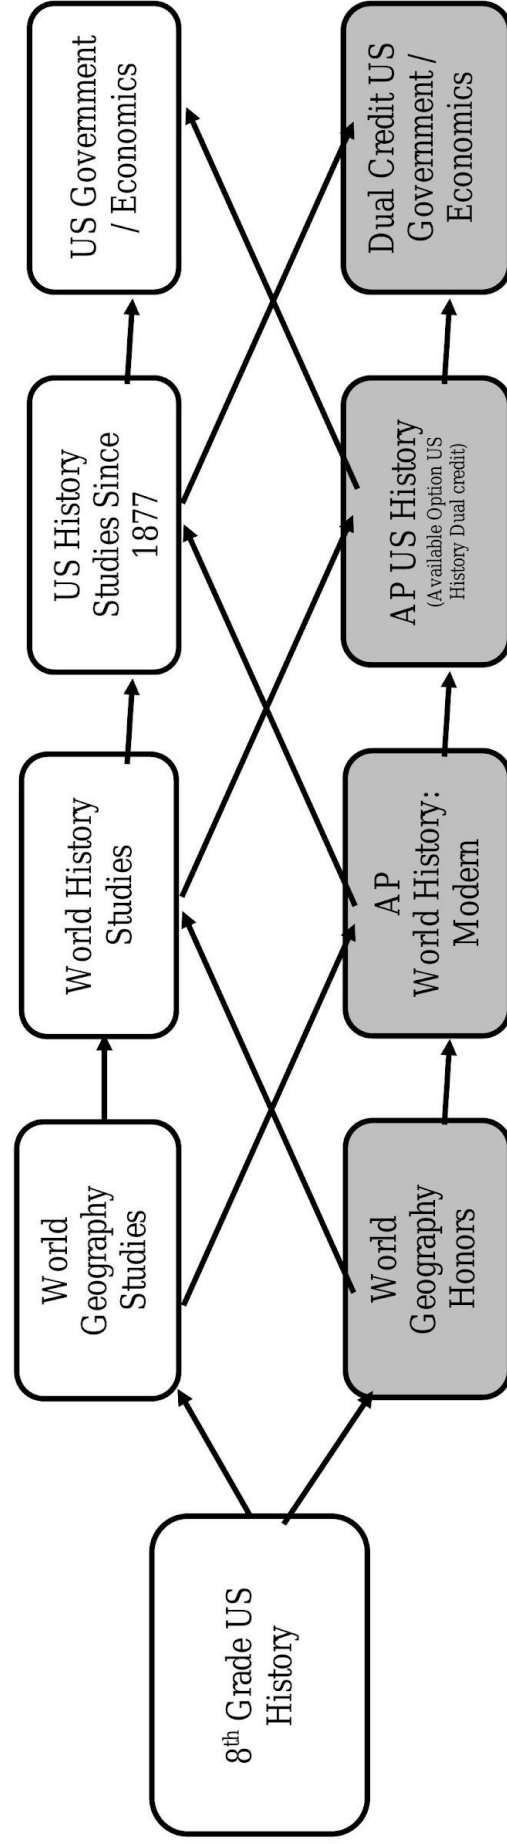 8th Grade US
History
World
Geography
Studies
World History
Studies
US History
Studies Since
1877
US Government
/ Economics
World
Geography
Honors
AP
World History:
Modern
AP US History
(Available Option US
History Dual credit)
Dual Credit US
Government /
Economics